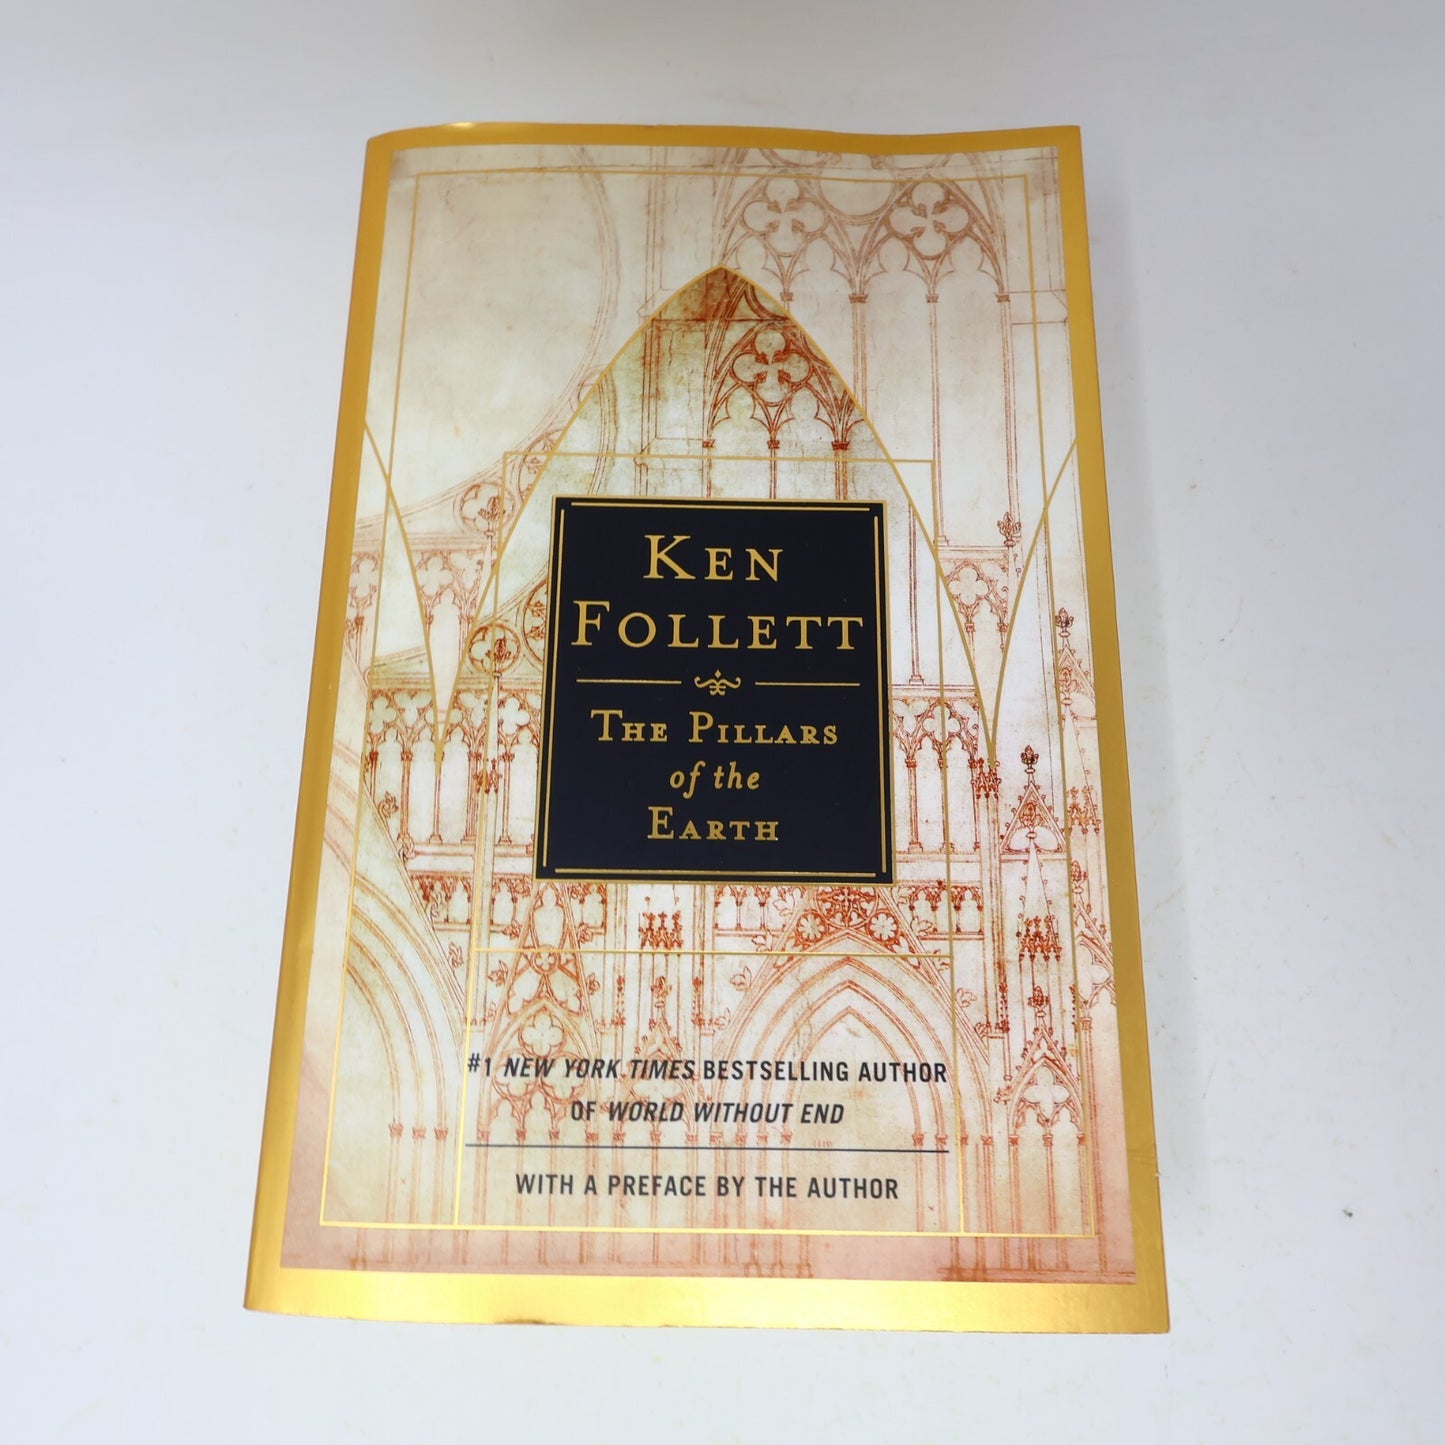 KEN
FOLLETT
THE PILLARS
of the
EARTH
#1 NEW YORK TIMES BESTSELLING AUTHOR
OF WORLD WITHOUT END
WITH A PREFACE BY THE AUTHOR